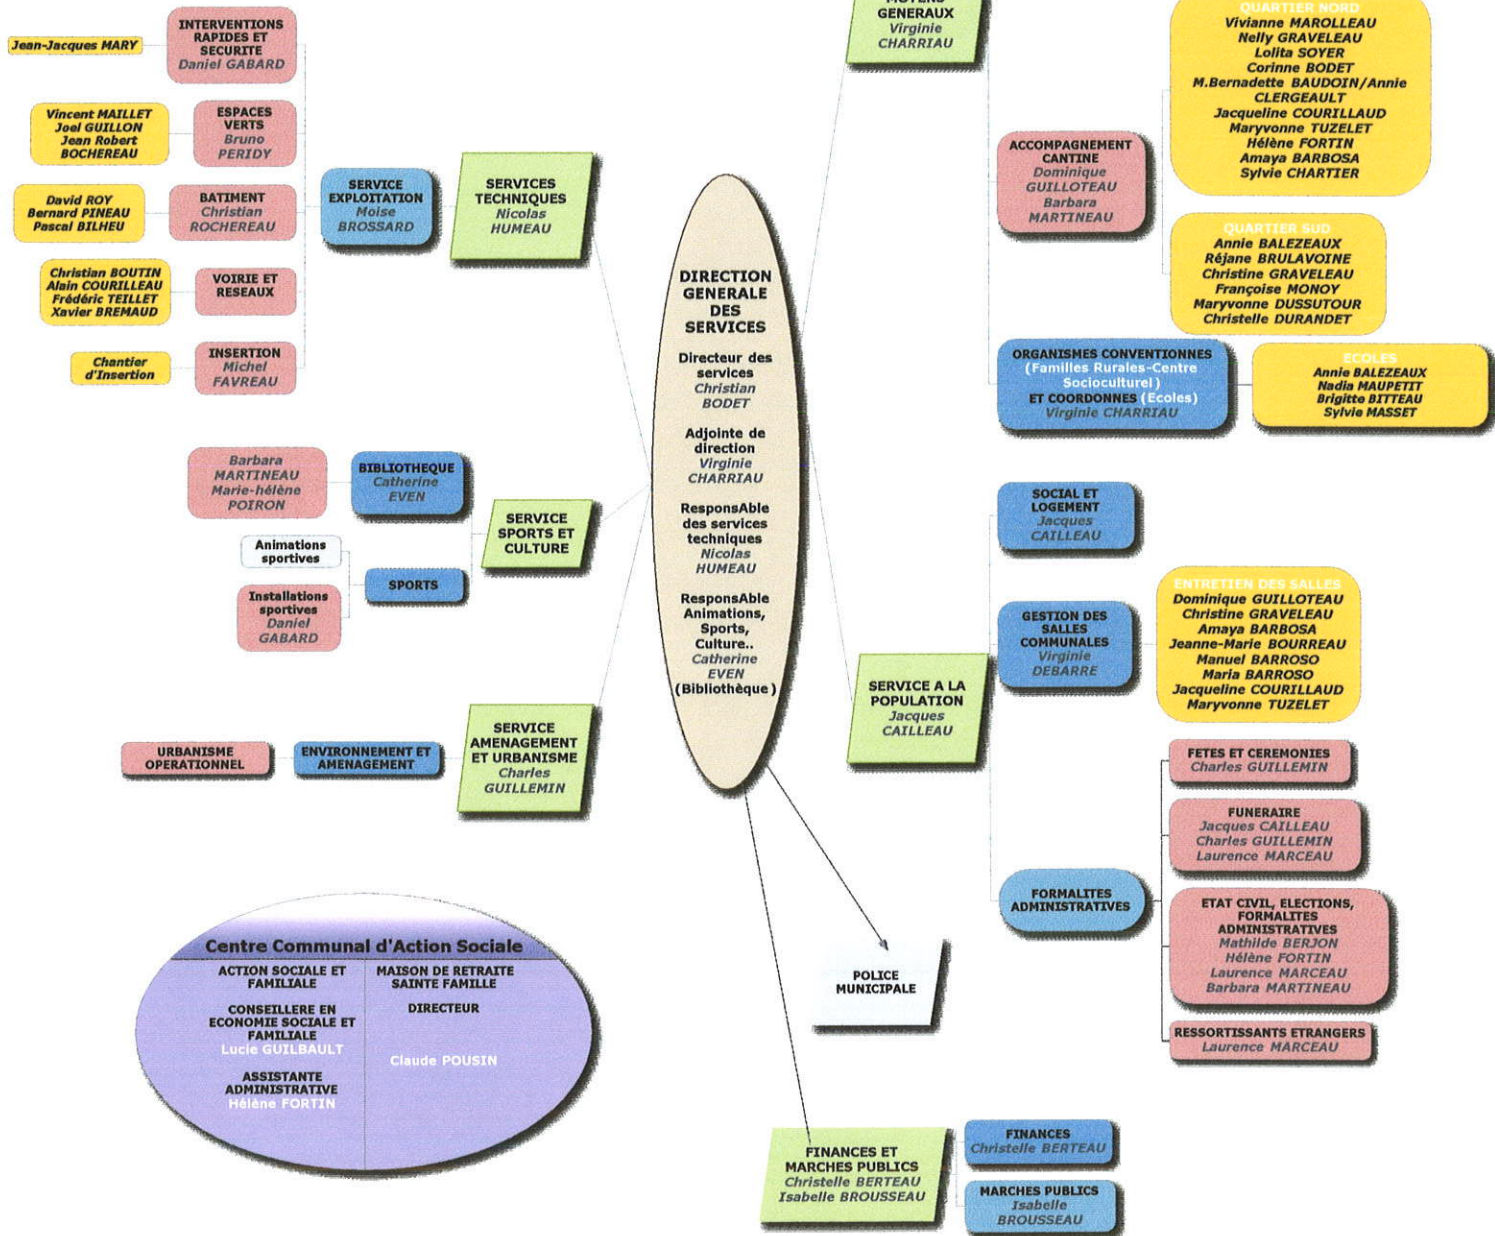 INTERVENTIONS
RAPIDES ET
SECURITE
Daniel GABARD
Jean-Jacques MARY
ESPACES
VERTS
Bruno
PERIDY
Vincent MAILLET
Joel GUILLON
Jean Robert
BOCHEREAU
BATIMENT
Christian
ROCHEREAU
David ROY
Bernard PINEAU
Pascal BILHEU
VOIRIE ET
RESEAUX
Christian BOUTIN
Alain COURILLEAU
Frédéric TEILLET
Xavier BREMAUD
INSERTION
Michel
FAVREAU
Chantier
d'Insertion
SERVICE
EXPLOITATION
Moise
BROSSARD
SERVICES
TECHNIQUES
Nicolas
HUMEAU
Barbara
MARTINEAU
Marie-hélène
POIRON
BIBLIOTHEQUE
Catherine
EVEN
Animations
sportives
Installations
sportives
Daniel
GABARD
SPORTS
SERVICE
SPORTS ET
CULTURE
URBANISME
OPERATIONNEL
ENVIRONNEMENT ET
AMENAGEMENT
SERVICE
AMENAGEMENT
ET URBANISME
Charles
GUILLEMIN
DIRECTION
GENERALE
DES
SERVICES
Directeur des
services
Christian
BODET
Adjointe de
direction
Virginie
CHARRIAU
ResponsAble
des services
techniques
Nicolas
HUMEAU
ResponsAble
Animations,
Sports,
Culture..
Catherine
EVEN
(Bibliothèque)
MOYENS
GENERAUX
Virginie
CHARRIAU
ACCOMPAGNEMENT
CANTINE
Dominique
GUILLOTEAU
Barbara
MARTINEAU
QUARTIER NORD
Vivianne MAROLLEAU
Nelly GRAVELEAU
Lolita SOYER
Corinne BODET
M.Bernadette BAUDOIN/Annie
CLERGEAULT
Jacqueline COURILLAUD
Maryvonne TUZELET
Hélène FORTIN
Amaya BARBOSA
Sylvie CHARTIER
QUARTIER SUD
Annie BALEZEAUX
Réjane BRULAVOINE
Christine GRAVELEAU
Françoise MONOY
Maryvonne DUSSUTOUR
Christelle DURANDET
ORGANISMES CONVENTIONNES
(Familles Rurales-Centre
Socioculturel)
ET COORDONNES (Ecoles)
Virginie CHARRIAU
ECOLES
Annie BALEZEAUX
Nadia MAUPETIT
Brigitte BITTEAU
Sylvie MASSET
SOCIAL ET
LOGEMENT
Jacques
CAILLEAU
GESTION DES
SALLES
COMMUNALES
Virginie
DEBARRE
ENTRETIEN DES SALLES
Dominique GUILLOTEAU
Christine GRAVELEAU
Amaya BARBOSA
Jeanne-Marie BOURREAU
Manuel BARROSO
Maria BARROSO
Jacqueline COURILLAUD
Maryvonne TUZELET
SERVICE A LA
POPULATION
Jacques
CAILLEAU
FORMALITES
ADMINISTRATIVES
FETES ET CEREMONIES
Charles GUILLEMIN
FUNERAIRE
Jacques CAILLEAU
Charles GUILLEMIN
Laurence MARCEAU
ETAT CIVIL, ELECTIONS,
FORMALITES
ADMINISTRATIVES
Mathilde BERJON
Hélène FORTIN
Laurence MARCEAU
Barbara MARTINEAU
RESSORTISSANTS ETRANGERS
Laurence MARCEAU
POLICE
MUNICIPALE
FINANCES ET
MARCHES PUBLICS
Christelle BERTEAU
Isabelle BROUSSEAU
FINANCES
Christelle BERTEAU
MARCHES PUBLICS
Isabelle
BROUSSEAU
Centre Communal d'Action Sociale
ACTION SOCIALE ET
FAMILIALE
CONSEILLERE EN
ECONOMIE SOCIALE ET
FAMILIALE
Lucie GUILBAULT
ASSISTANTE
ADMINISTRATIVE
Hélène FORTIN
MAISON DE RETRAITE
SAINTE FAMILLE
DIRECTEUR
Claude POUSIN